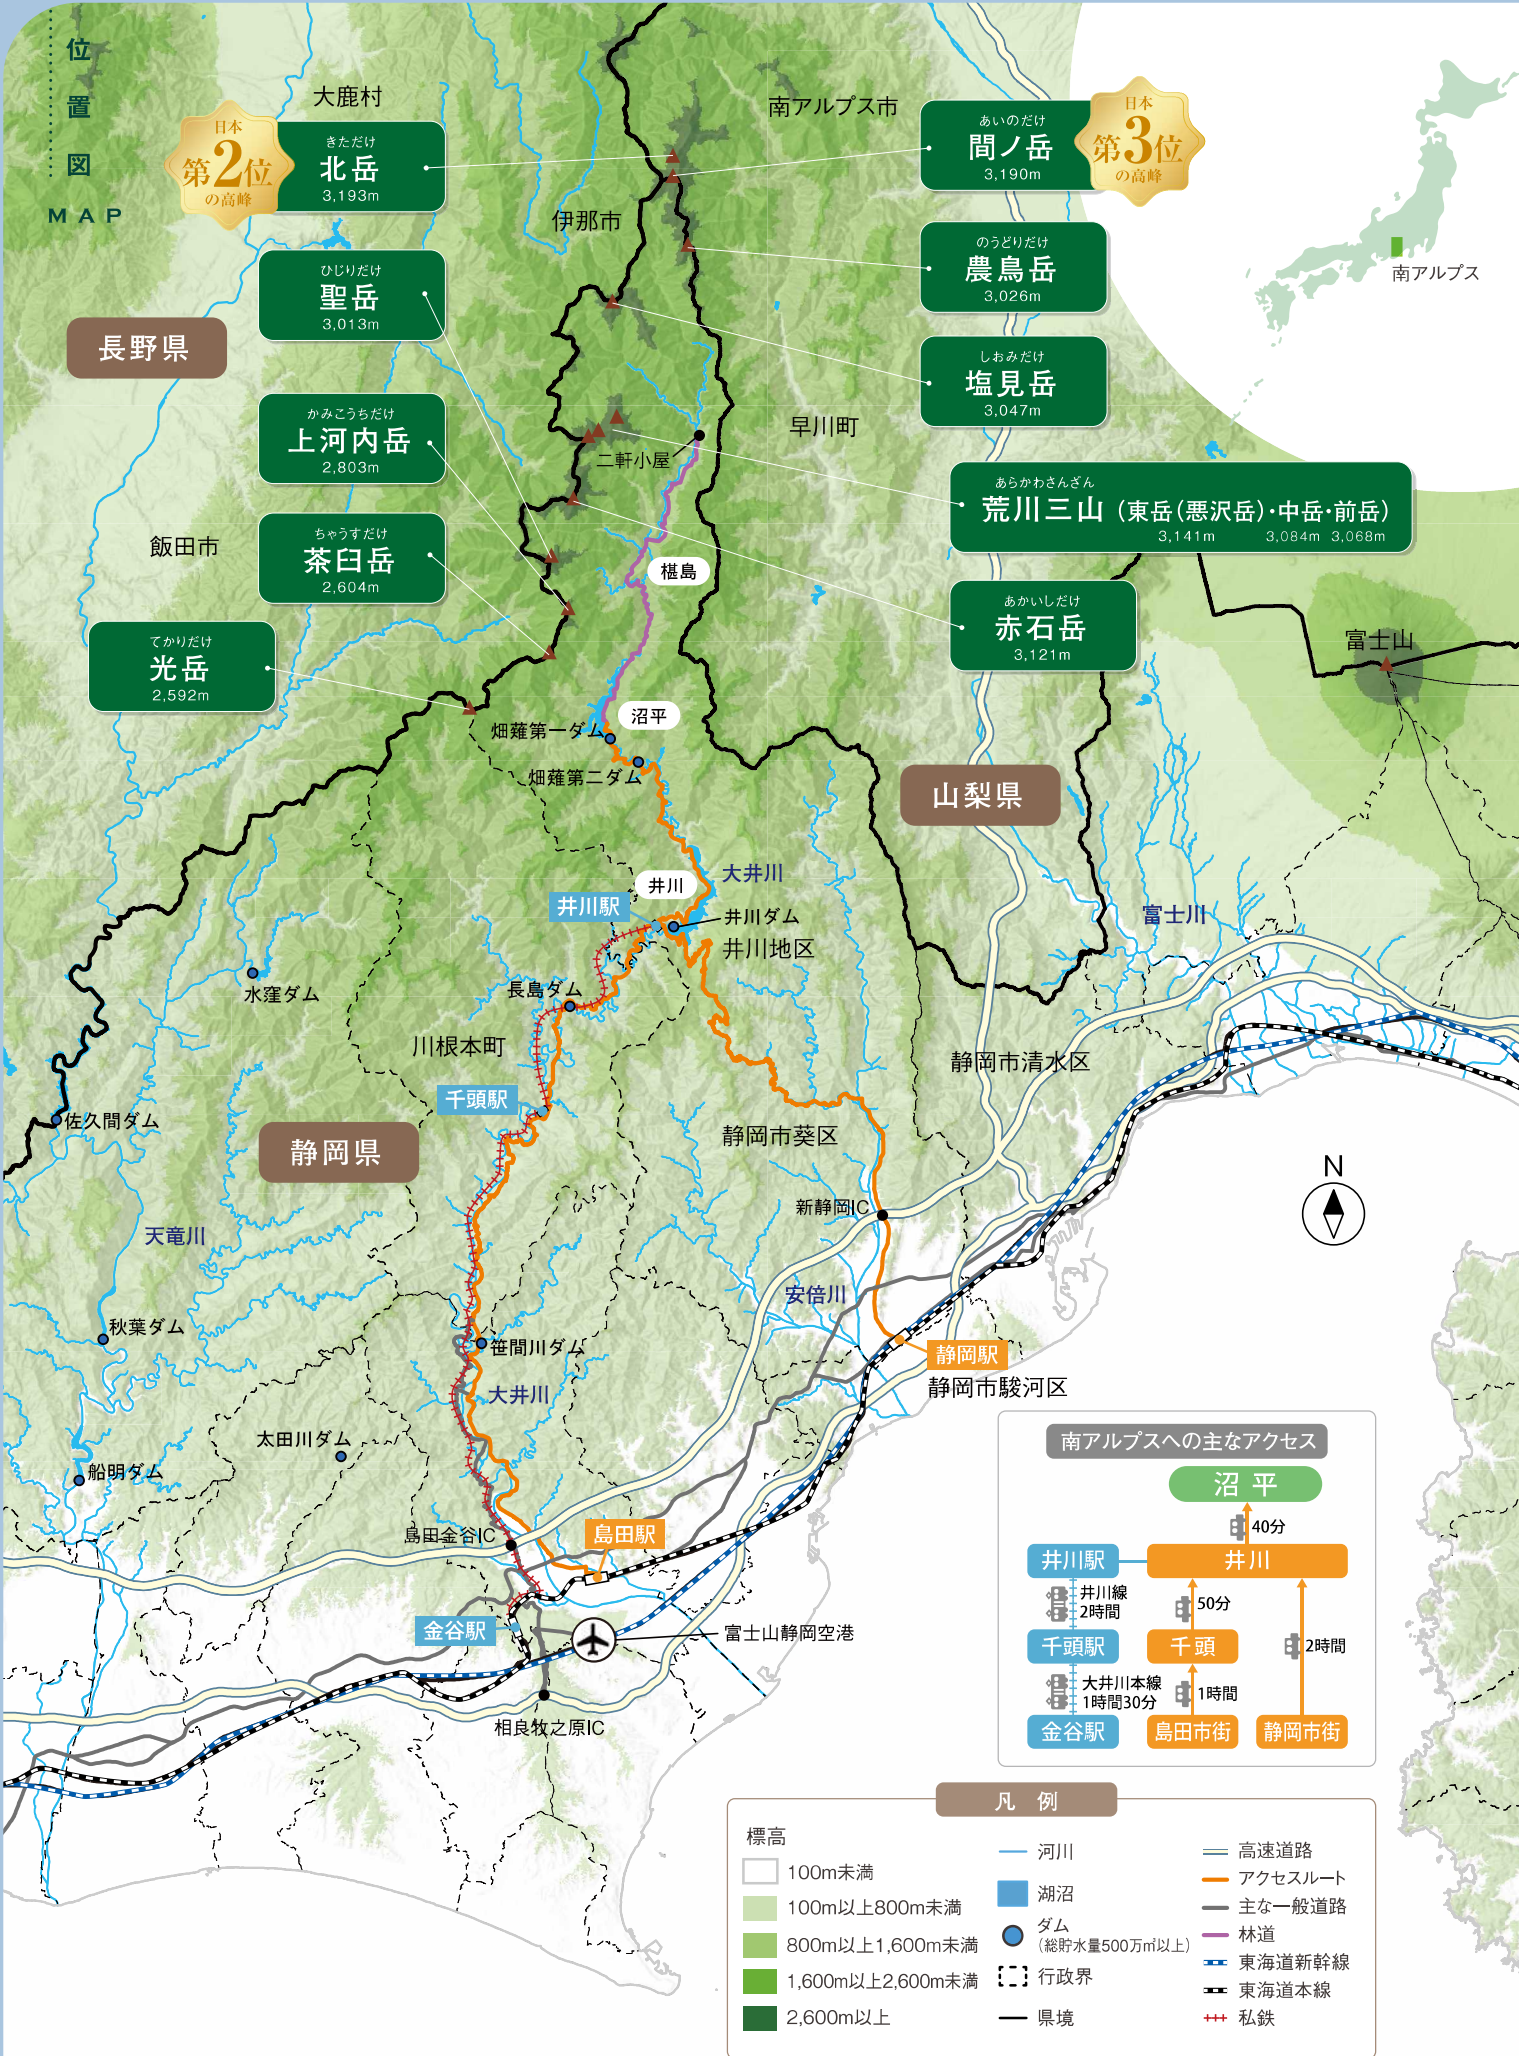 位置図
MAP
大鹿村
南アルプス市
日本
第2位
の高峰
きただけ
北岳
3,193m
あいのだけ
間ノ岳
3,190m
日本
第3位
の高峰
伊那市
ひじりだけ
聖岳
3,013m
のうどりだけ
農鳥岳
3,026m
南アルプス
長野県
しおみだけ
塩見岳
3,047m
かみこうちだけ
上河内岳
2,803m
早川町
二軒小屋
あらかわさんざん
荒川三山(東岳(悪沢岳)・中岳・前岳)
3,141m 3,084m 3,068m
飯田市
ちゃうすだけ
茶臼岳
2,604m
椹島
あかいしだけ
赤石岳
3,121m
富士山
てかりだけ
光岳
2,592m
沼平
畑薙第一ダム
畑薙第二ダム
山梨県
大井川
井川
井川駅
井川ダム
井川地区
富士川
水窪ダム
長島ダム
川根本町
静岡市清水区
千頭駅
佐久間ダム
静岡県
静岡市葵区
N
新静岡IC
天竜川
安倍川
秋葉ダム
笹間川ダム
静岡駅
静岡市駿河区
大井川
太田川ダム
船明ダム
島田金谷IC
島田駅
金谷駅
富士山静岡空港
相良牧之原IC
南アルプスへの主なアクセス
沼平
40分
井川駅
井川
井川線
2時間
50分
千頭駅
千頭
2時間
大井川本線
1時間30分
1時間
金谷駅
島田市街
静岡市街
凡例
標高
100m未満
100m以上800m未満
800m以上1,600m未満
1,600m以上2,600m未満
2,600m以上
河川
湖沼
ダム
(総貯水量500万㎥以上)
行政界
県境
高速道路
アクセスルート
主な一般道路
林道
東海道新幹線
東海道本線
私鉄